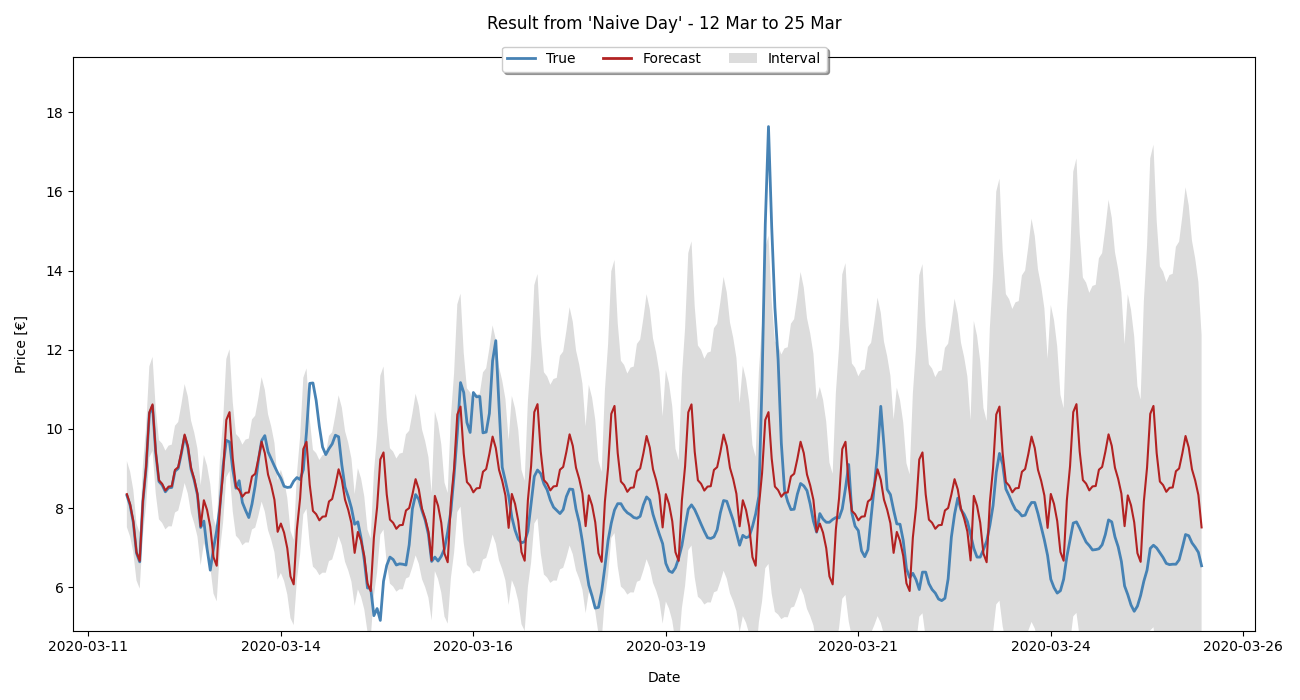 Result from 'Naive Day' - 12 Mar to 25 Mar
True
Forecast
Interval
Price [€]
18
16
14
12
10
8
6
2020-03-11
2020-03-14
2020-03-16
2020-03-19
2020-03-21
2020-03-24
2020-03-26
Date